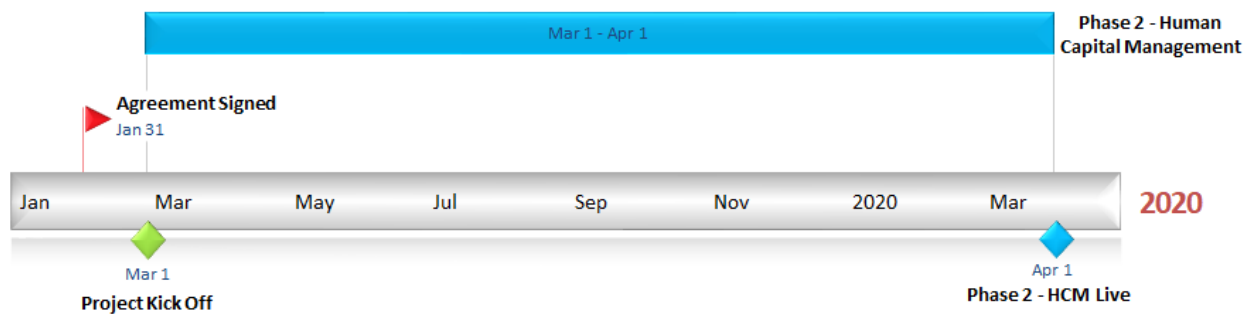 Mar 1 - Apr 1
Phase 2 - Human
Capital Management
Agreement Signed
Jan 31
Jan Mar May Jul Sep Nov 2020 Mar 2020
Mar 1
Project Kick Off
Apr 1
Phase 2 - HCM Live